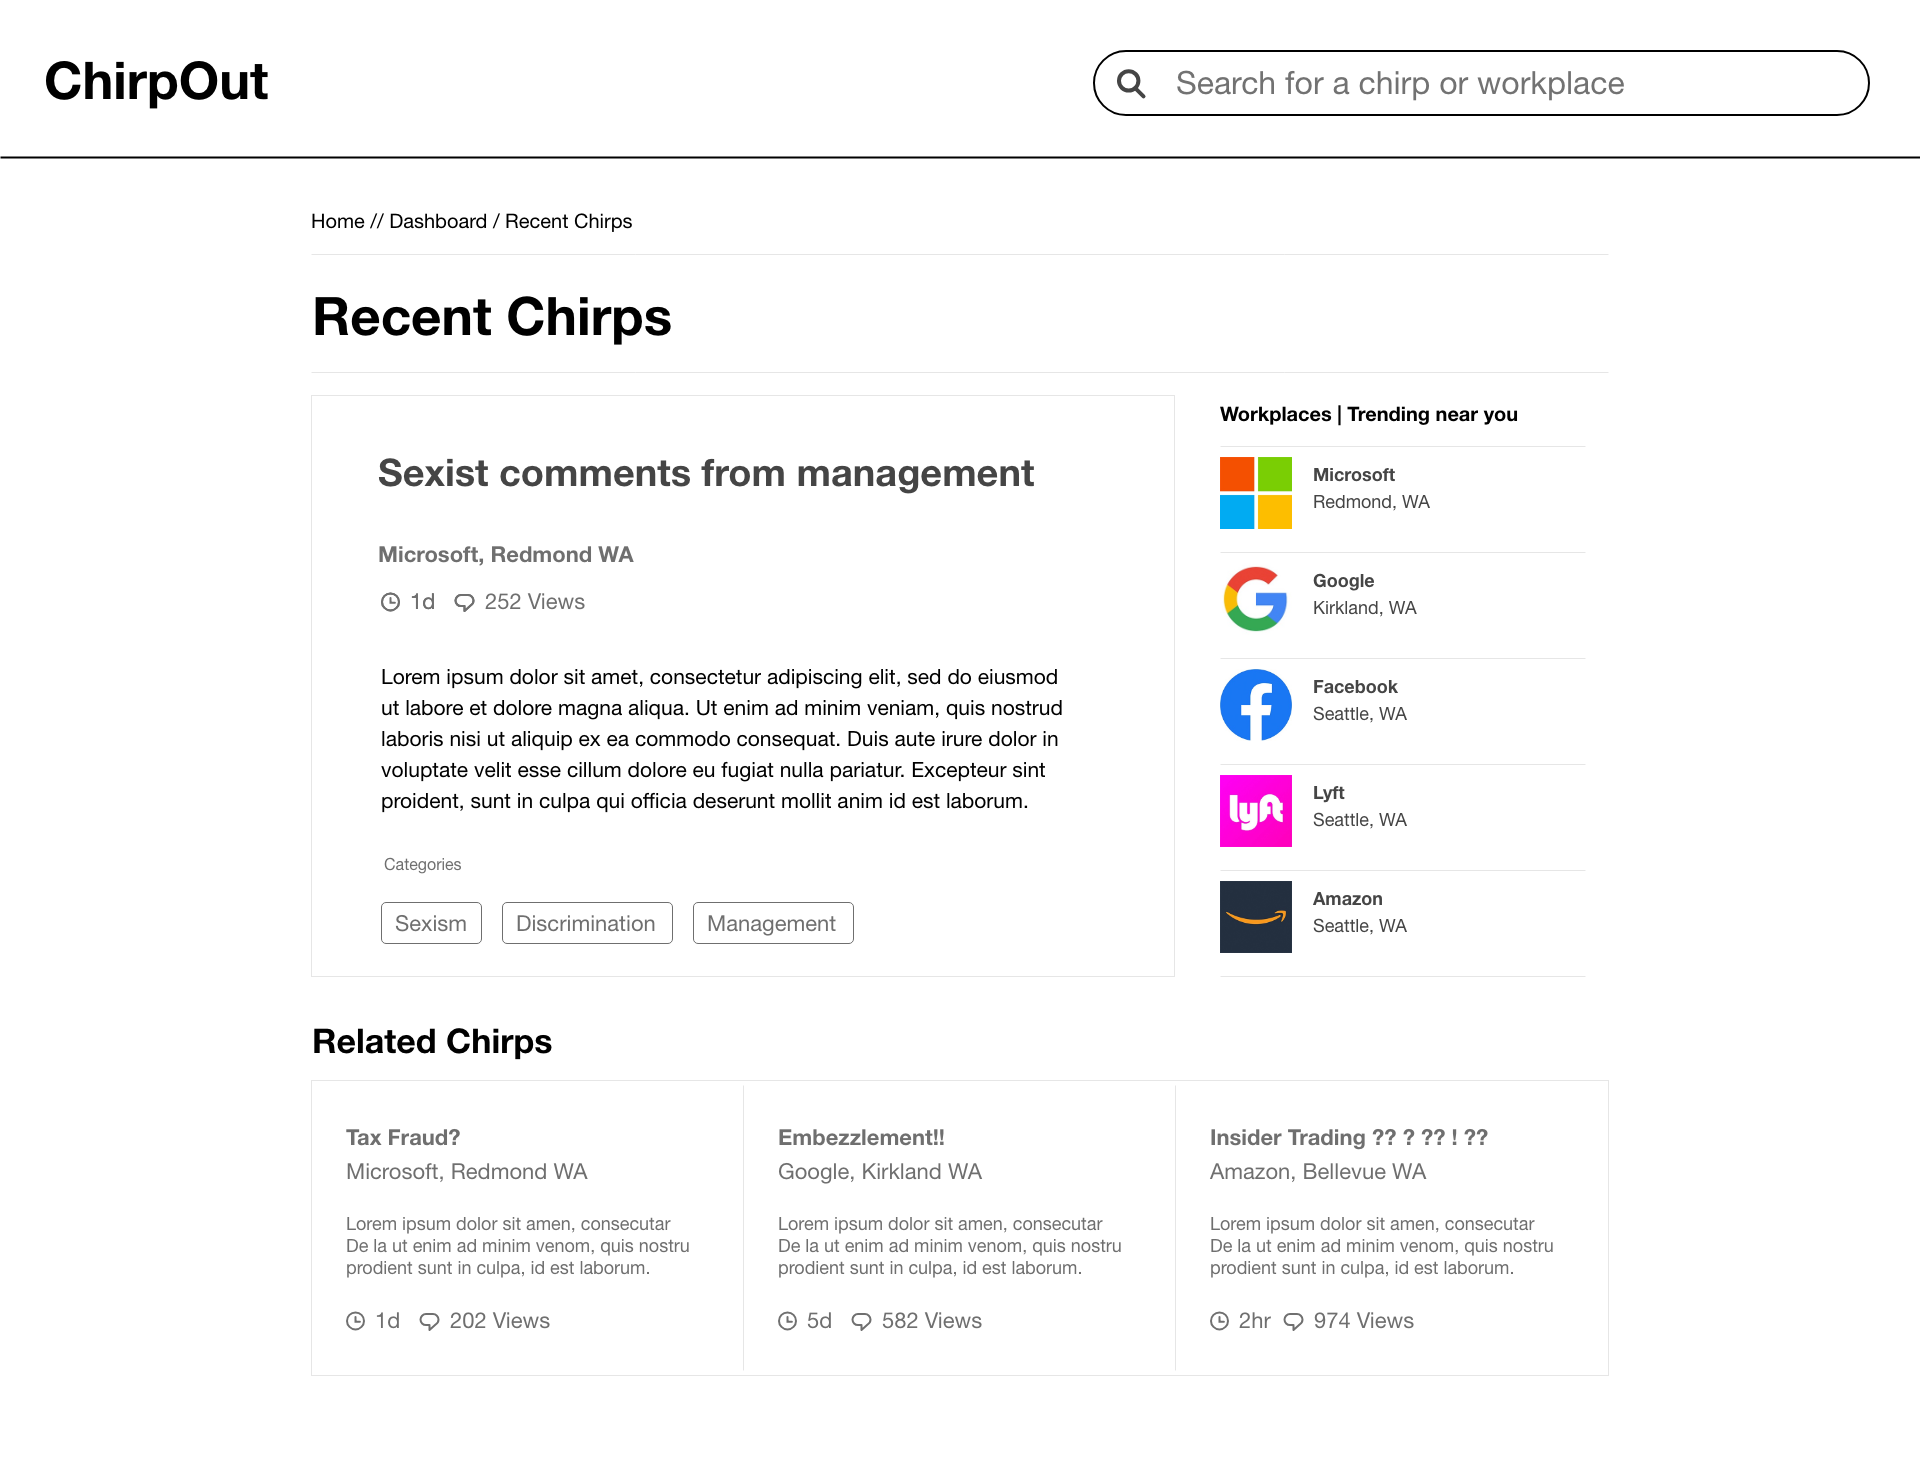 ChirpOut
Search for a chirp or workplace
Home // Dashboard / Recent Chirps
Recent Chirps
Sexist comments from management
Microsoft, Redmond WA
1d 252 Views
Lorem ipsum dolor sit amet, consectetur adipiscing elit, sed do eiusmod
ut labore et dolore magna aliqua. Ut enim ad minim veniam, quis nostrud
laboris nisi ut aliquip ex ea commodo consequat. Duis aute irure dolor in
voluptate velit esse cillum dolore eu fugiat nulla pariatur. Excepteur sint
proident, sunt in culpa qui officia deserunt mollit anim id est laborum.
Categories
Sexism Discrimination Management
Workplaces | Trending near you
Microsoft
Redmond, WA
Google
Kirkland, WA
Facebook
Seattle, WA
lyft
Lyft
Seattle, WA
Amazon
Seattle, WA
Related Chirps
Tax Fraud?
Microsoft, Redmond WA
Lorem ipsum dolor sit amen, consecutar
De la ut enim ad minim venom, quis nostru
prodient sunt in culpa, id est laborum.
1d 202 Views
Embezzlement!!
Google, Kirkland WA
Lorem ipsum dolor sit amen, consecutar
De la ut enim ad minim venom, quis nostru
prodient sunt in culpa, id est laborum.
5d 582 Views
Insider Trading ?? ? ?? ! ??
Amazon, Bellevue WA
Lorem ipsum dolor sit amen, consecutar
De la ut enim ad minim venom, quis nostru
prodient sunt in culpa, id est laborum.
2hr 974 Views